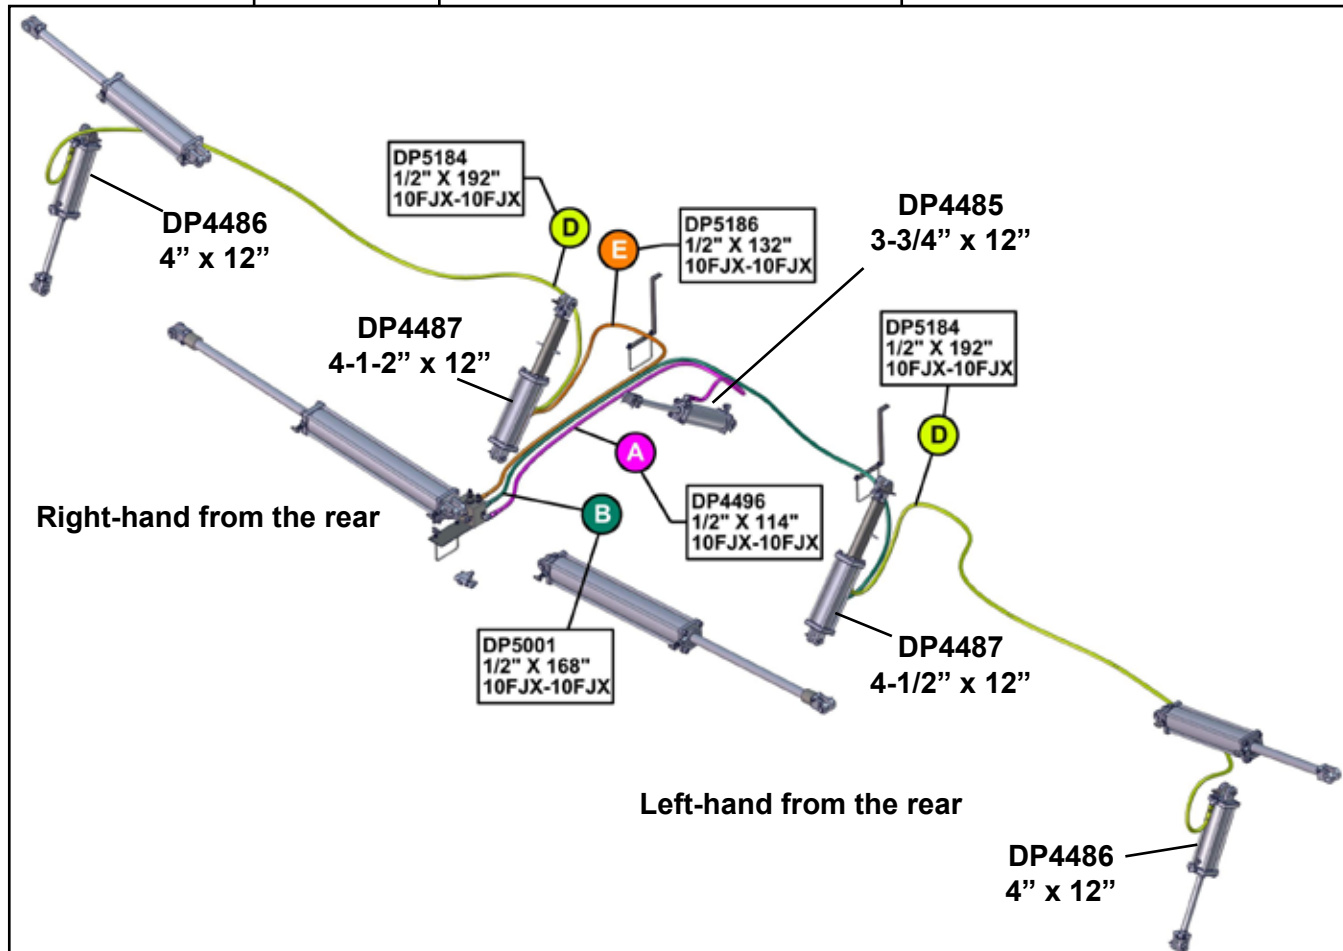 DP5184
1/2" X 192"
10FJX-10FJX
D
DP4486
4” x 12”
E
DP5186
1/2" X 132"
10FJX-10FJX
DP4485
3-3/4” x 12”
DP4487
4-1-2” x 12”
DP5184
1/2" X 192"
10FJX-10FJX
D
A
DP4496
1/2" X 114"
10FJX-10FJX
Right-hand from the rear
B
DP5001
1/2" X 168"
10FJX-10FJX
DP4487
4-1/2” x 12”
Left-hand from the rear
DP4486
4” x 12”